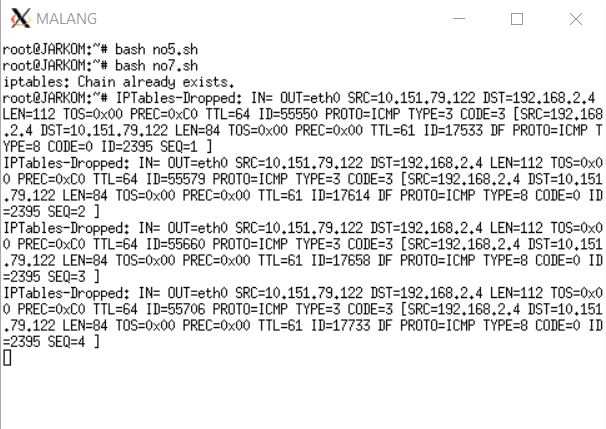 MALANG
root@JARKOM:~# bash no5.sh
root@JARKOM:~# bash no7.sh
iptables: Chain already exists.
root@JARKOM:~# IPTables-Dropped: IN= OUT=eth0 SRC=10.151.79.122 DST=192.168.2.4
LEN=112 TOS=0x00 PREC=0xC0 TTL=64 ID=55550 PROTO=ICMP TYPE=3 CODE=3 [SRC=192.168
.2.4 DST=10.151.79.122 LEN=84 TOS=0x00 PREC=0x00 TTL=61 ID=17533 DF PROTO=ICMP T
YPE=8 CODE=0 ID=2395 SEQ=1 ]
IPTables-Dropped: IN= OUT=eth0 SRC=10.151.79.122 DST=192.168.2.4 LEN=112 TOS=0x0
0 PREC=0xC0 TTL=64 ID=55579 PROTO=ICMP TYPE=3 CODE=3 [SRC=192.168.2.4 DST=10.151
.79.122 LEN=84 TOS=0x00 PREC=0x00 TTL=61 ID=17614 DF PROTO=ICMP TYPE=8 CODE=0 ID
=2395 SEQ=2 ]
IPTables-Dropped: IN= OUT=eth0 SRC=10.151.79.122 DST=192.168.2.4 LEN=112 TOS=0x0
0 PREC=0xC0 TTL=64 ID=55660 PROTO=ICMP TYPE=3 CODE=3 [SRC=192.168.2.4 DST=10.151
.79.122 LEN=84 TOS=0x00 PREC=0x00 TTL=61 ID=17658 DF PROTO=ICMP TYPE=8 CODE=0 ID
=2395 SEQ=3 ]
IPTables-Dropped: IN= OUT=eth0 SRC=10.151.79.122 DST=192.168.2.4 LEN=112 TOS=0x0
0 PREC=0xC0 TTL=64 ID=55706 PROTO=ICMP TYPE=3 CODE=3 [SRC=192.168.2.4 DST=10.151
.79.122 LEN=84 TOS=0x00 PREC=0x00 TTL=61 ID=17733 DF PROTO=ICMP TYPE=8 CODE=0 ID
=2395 SEQ=4 ]